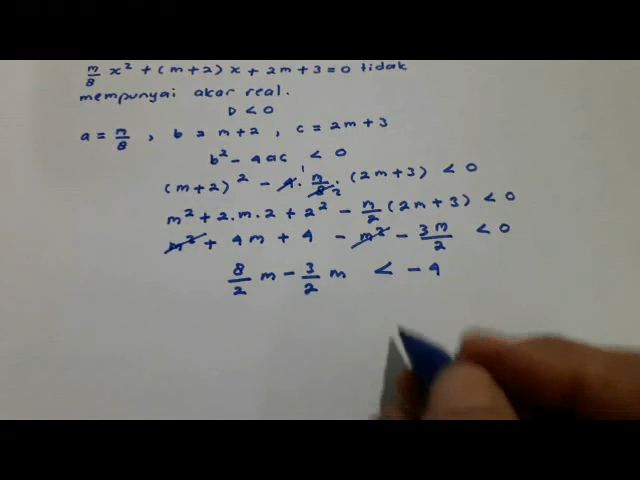 m/8 x² + (m+2) x + 2m + 3 = 0 tidak
mempunyai akar real.
D < 0
a = m/8 , b = m+2 , c = 2m + 3
b² - 4ac < 0
(m+2)² - 4¹ · m/8₂ · (2m+3) < 0
m² + 2.m.2 + 2² - m/2 (2m+3) < 0
m² + 4m + 4 - m² - 3m/2 < 0
8/2 m - 3/2 m < -4